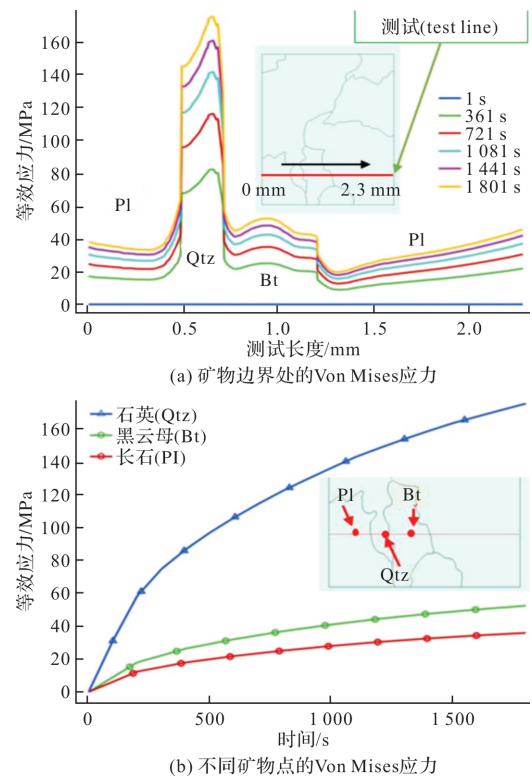 测试(test line)
160
140
120
100
80
60
40
20
0
等效应力/MPa
1 s
361 s
721 s
1 081 s
1 441 s
1 801 s
0 mm
2.3 mm
Pl
Qtz
Bt
Pl
0
0.5
1.0
1.5
2.0
测试长度/mm
(a) 矿物边界处的Von Mises应力
石英(Qtz)
黑云母(Bt)
长石(PI)
160
140
120
100
80
60
40
20
0
等效应力/MPa
Pl
Bt
Qtz
0
500
1 000
1 500
时间/s
(b) 不同矿物点的Von Mises应力